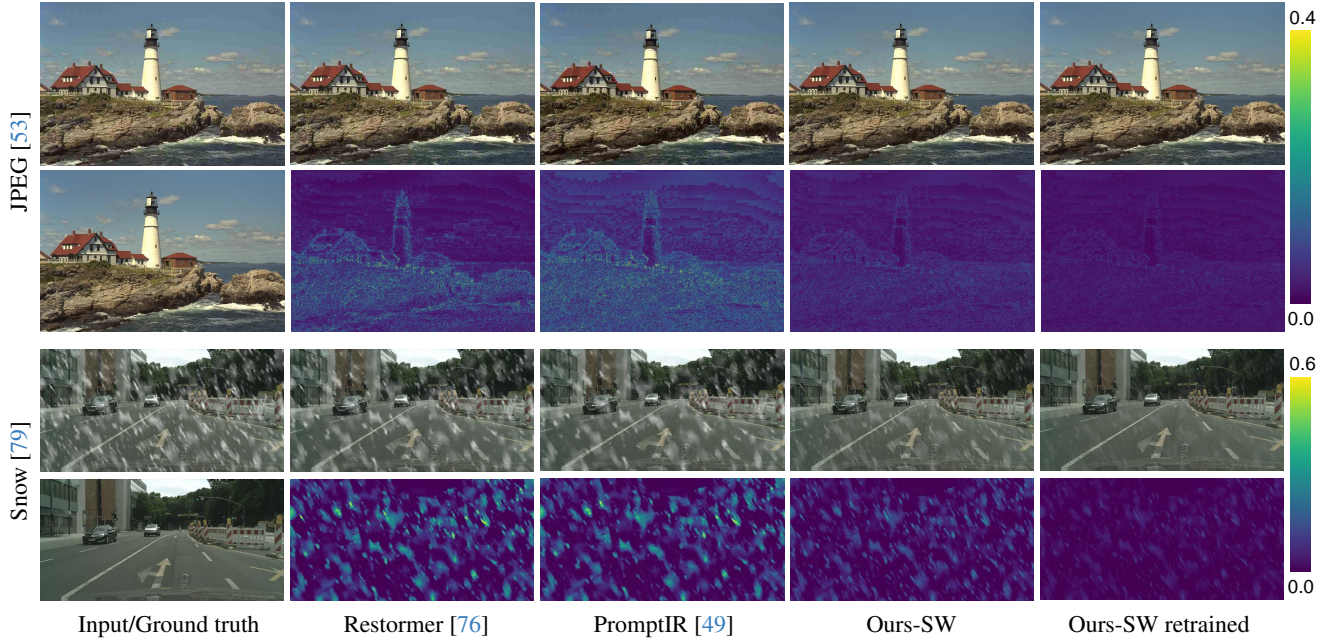 0.4
JPEG [53]
0.0
0.6
Snow [79]
0.0
Input/Ground truth
Restormer [76]
PromptIR [49]
Ours-SW
Ours-SW retrained